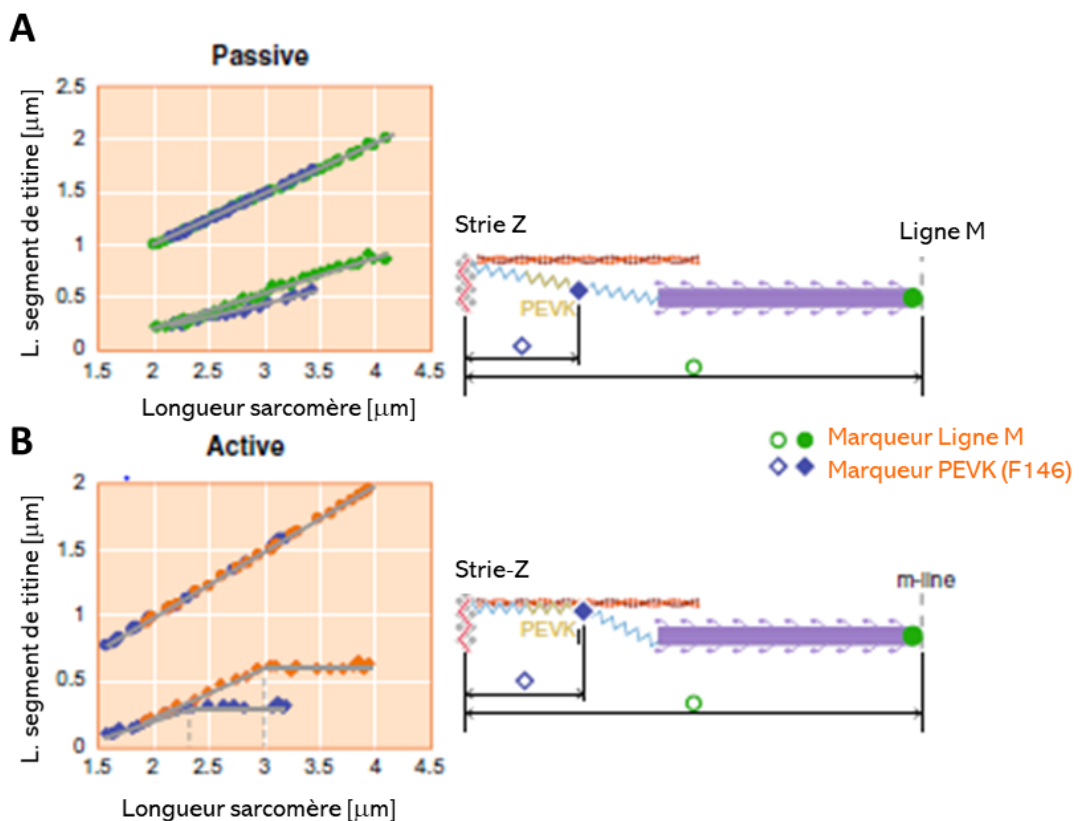 A
Passive
L. segment de titine [μm]
2.5
2
1.5
1
0.5
0
1.5 2 2.5 3 3.5 4 4.5
Longueur sarcomère [μm]
Strie Z
Ligne M
PEVK
B
Active
L. segment de titine [μm]
2
1.5
1
0.5
0
1.5 2 2.5 3 3.5 4 4.5
Longueur sarcomère [μm]
Marqueur Ligne M
Marqueur PEVK (F146)
Strie-Z
m-line
PEVK